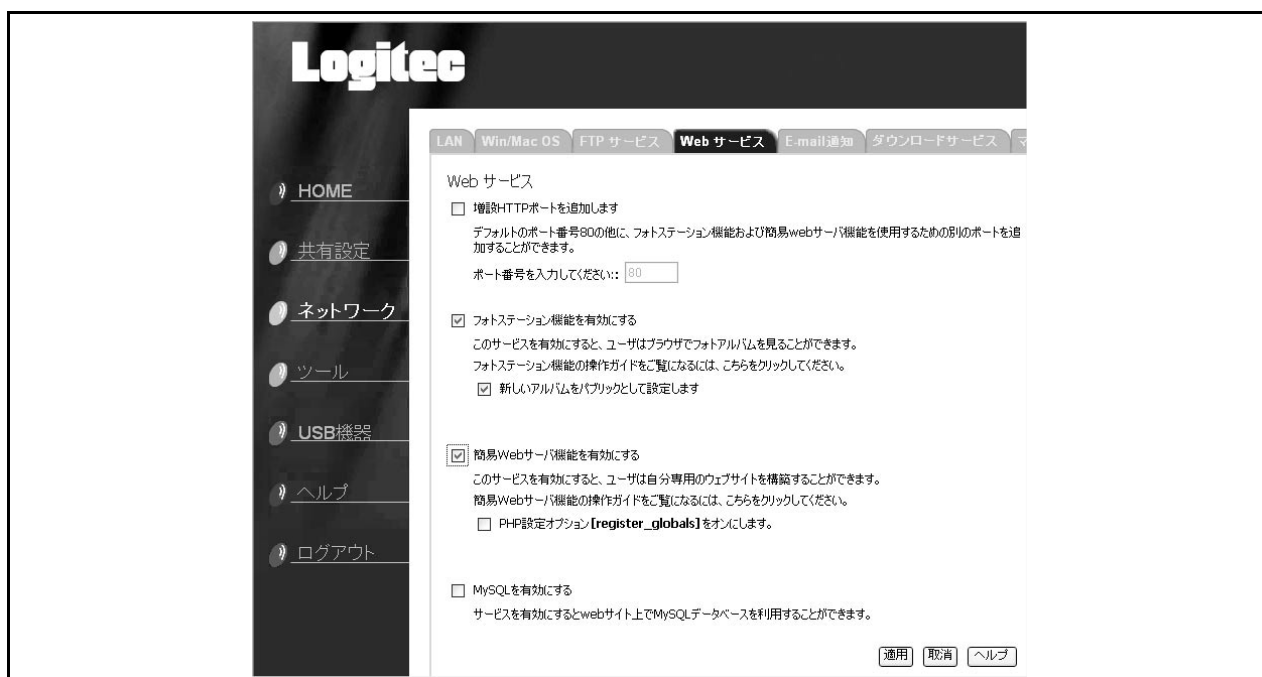 Logitec
LAN
Win/Mac OS
FTP サービス
Web サービス
E-mail通知
ダウンロードサービス
マ
HOME
共有設定
ネットワーク
ツール
USB機器
ヘルプ
ログアウト
Web サービス
増設HTTPポートを追加します
デフォルトのポート番号80の他に、フォトステーション機能および簡易webサーバ機能を使用するための別のポートを追
加することができます。
ポート番号を入力してください:: 80
フォトステーション機能を有効にする
このサービスを有効にすると、ユーザはブラウザでフォトアルバムを見ることができます。
フォトステーション機能の操作ガイドをご覧になるには、こちらをクリックしてください。
新しいアルバムをパブリックとして設定します
簡易Webサーバ機能を有効にする
このサービスを有効にすると、ユーザは自分専用のウェブサイトを構築することができます。
簡易Webサーバ機能の操作ガイドをご覧になるには、こちらをクリックしてください。
PHP設定オプション[register_globals]をオンにします。
MySQLを有効にする
サービスを有効にするとwebサイト上でMySQLデータベースを利用することができます。
適用
取消
ヘルプ